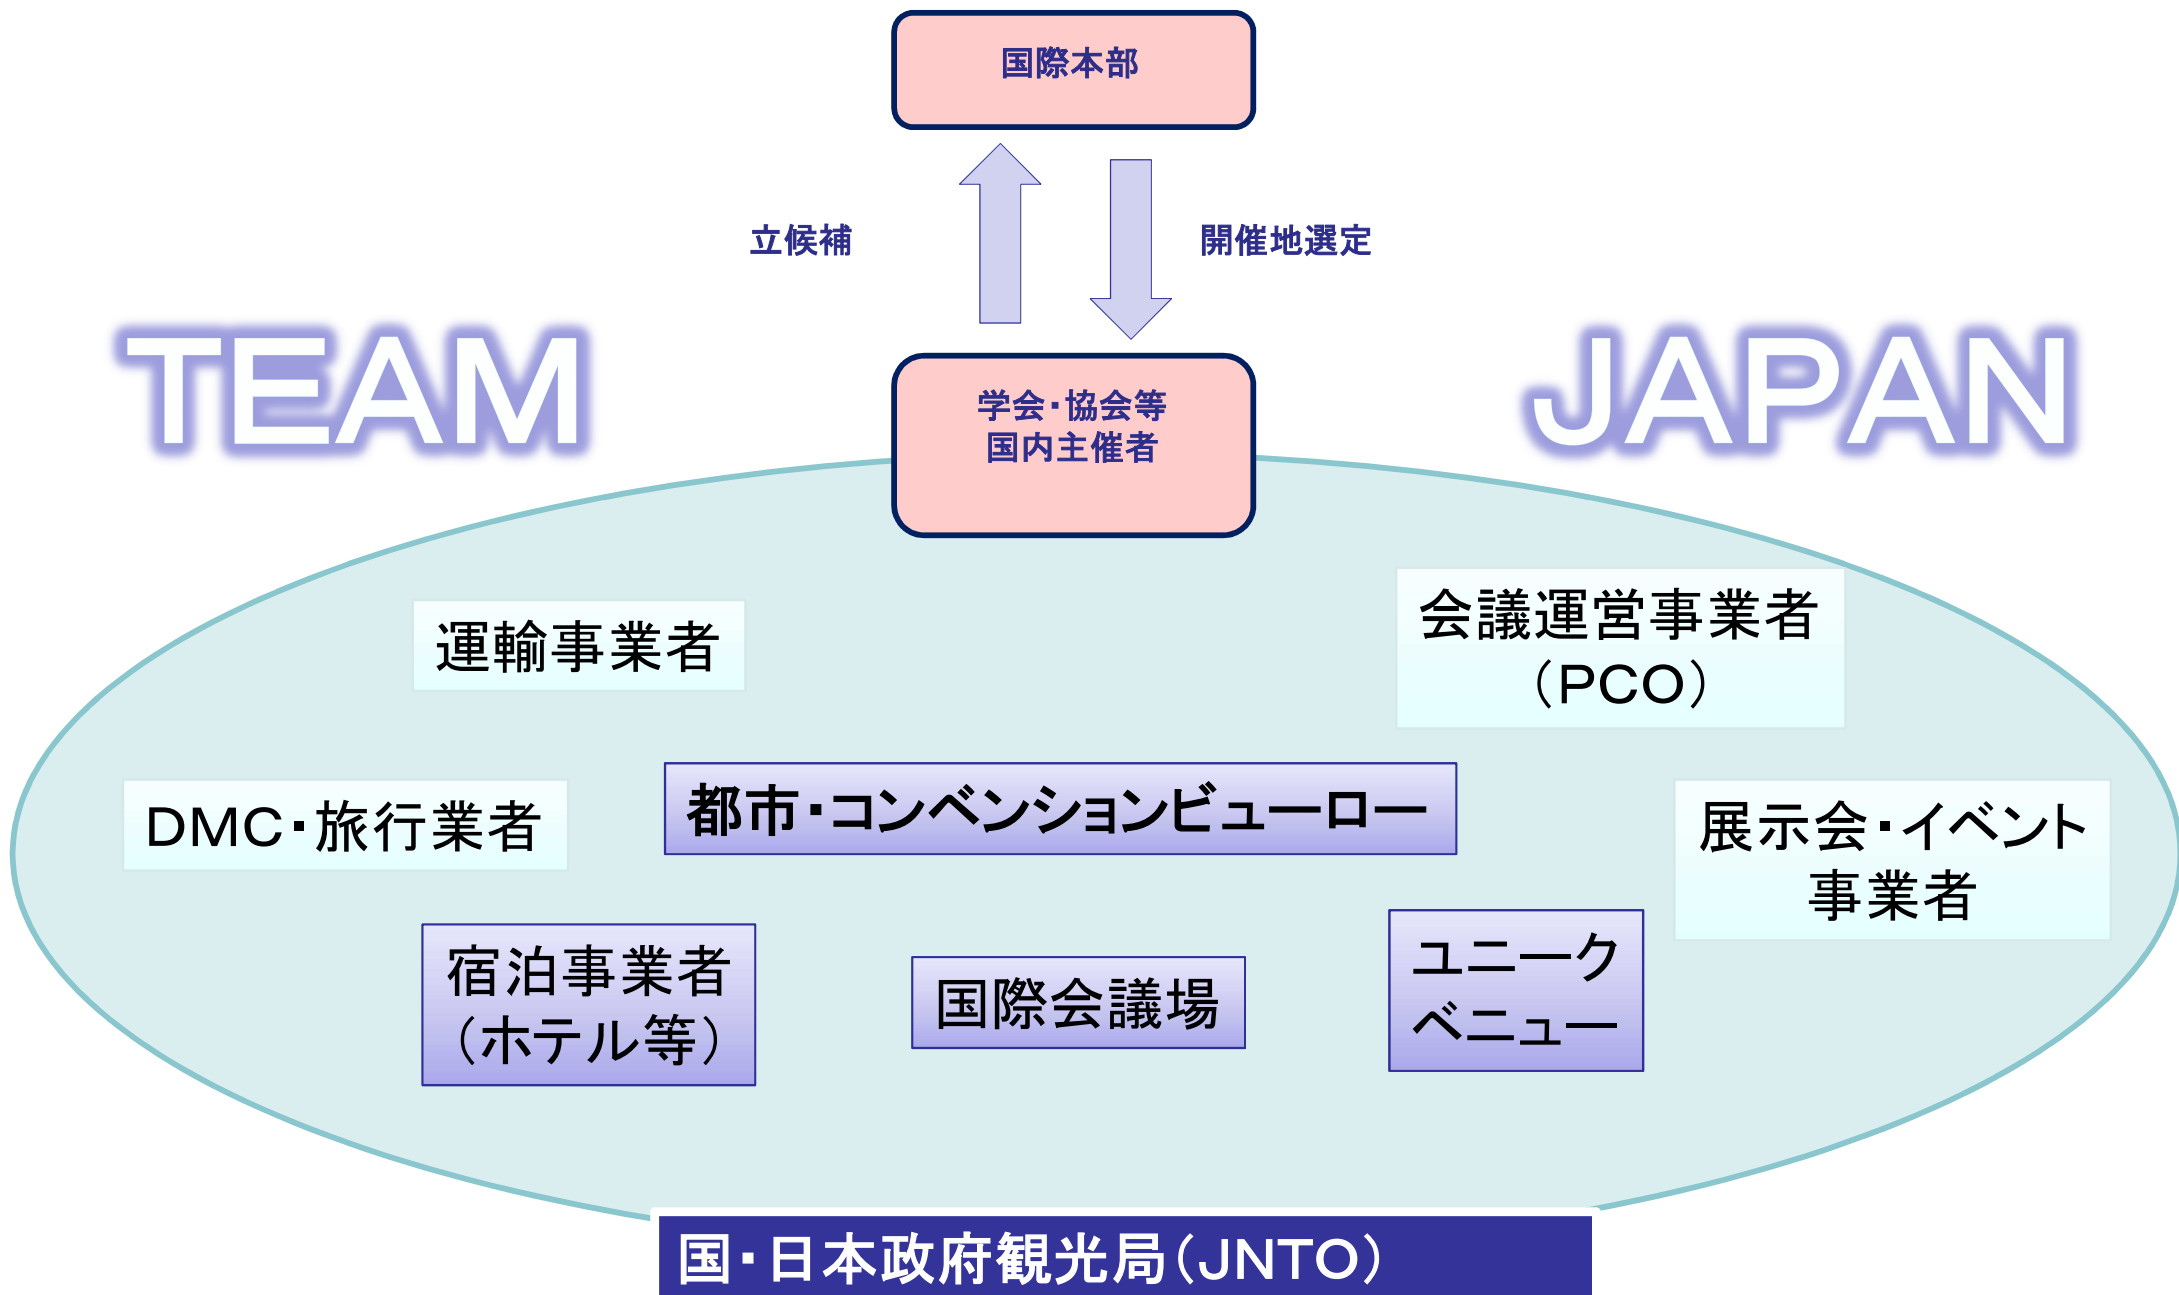 国際本部
立候補
開催地選定
TEAM
JAPAN
学会・協会等
国内主催者
運輸事業者
会議運営事業者
（PCO）
DMC・旅行業者
都市・コンベンションビューロー
展示会・イベント
事業者
宿泊事業者
（ホテル等）
国際会議場
ユニーク
ベニュー
国・日本政府観光局（JNTO）